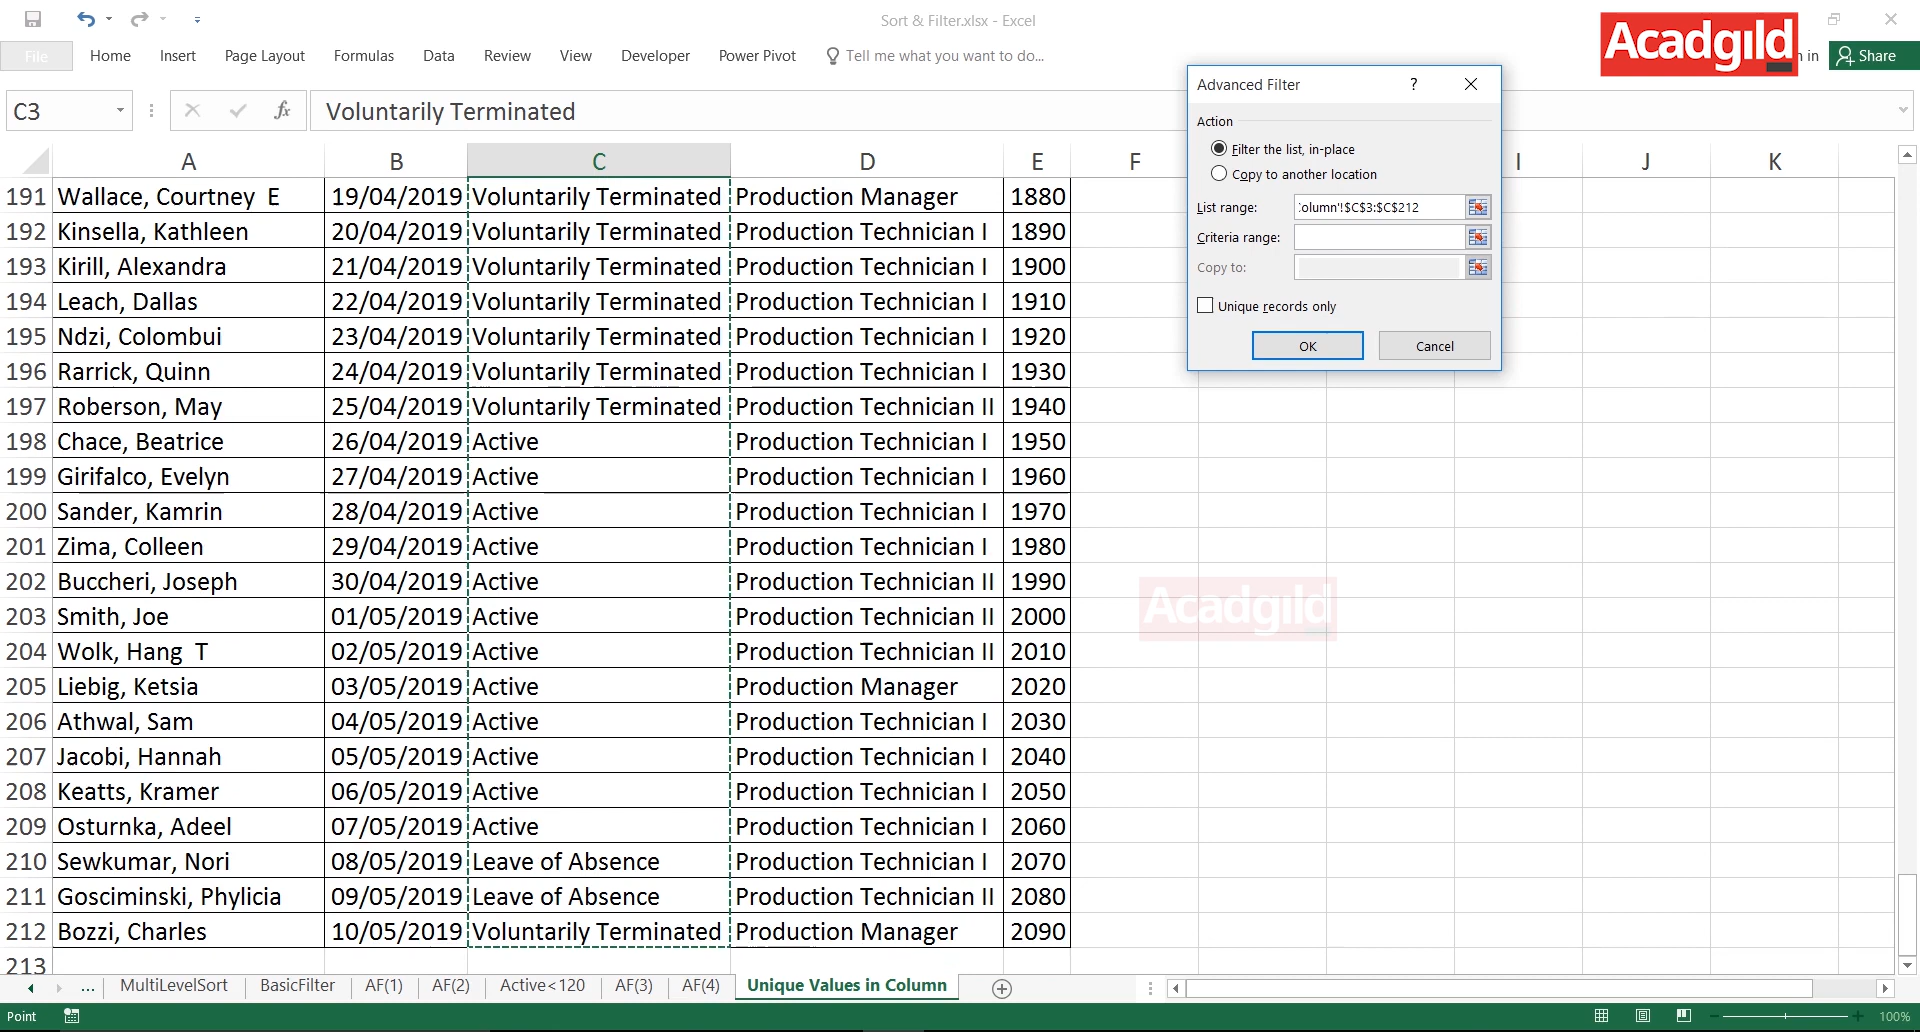 Sort & Filter.xlsx - Excel
Acadgild
File Home Insert Page Layout Formulas Data Review View Developer Power Pivot Tell me what you want to do... n in Share
Advanced Filter ?
C3 fx Voluntarily Terminated
Action
Filter the list, in-place
Copy to another location
List range: :olumn'!$C$3:$C$212
Criteria range:
Copy to:
Unique records only
OK Cancel
A B C D E F I J K
191 Wallace, Courtney E 19/04/2019 Voluntarily Terminated Production Manager 1880
192 Kinsella, Kathleen 20/04/2019 Voluntarily Terminated Production Technician I 1890
193 Kirill, Alexandra 21/04/2019 Voluntarily Terminated Production Technician I 1900
194 Leach, Dallas 22/04/2019 Voluntarily Terminated Production Technician I 1910
195 Ndzi, Colombui 23/04/2019 Voluntarily Terminated Production Technician I 1920
196 Rarrick, Quinn 24/04/2019 Voluntarily Terminated Production Technician I 1930
197 Roberson, May 25/04/2019 Voluntarily Terminated Production Technician II 1940
198 Chace, Beatrice 26/04/2019 Active Production Technician I 1950
199 Girifalco, Evelyn 27/04/2019 Active Production Technician I 1960
200 Sander, Kamrin 28/04/2019 Active Production Technician I 1970
201 Zima, Colleen 29/04/2019 Active Production Technician I 1980
202 Buccheri, Joseph 30/04/2019 Active Production Technician II 1990
203 Smith, Joe 01/05/2019 Active Production Technician II 2000
204 Wolk, Hang T 02/05/2019 Active Production Technician II 2010
205 Liebig, Ketsia 03/05/2019 Active Production Manager 2020
206 Athwal, Sam 04/05/2019 Active Production Technician I 2030
207 Jacobi, Hannah 05/05/2019 Active Production Technician I 2040
208 Keatts, Kramer 06/05/2019 Active Production Technician I 2050
209 Osturnka, Adeel 07/05/2019 Active Production Technician I 2060
210 Sewkumar, Nori 08/05/2019 Leave of Absence Production Technician I 2070
211 Gosciminski, Phylicia 09/05/2019 Leave of Absence Production Technician II 2080
212 Bozzi, Charles 10/05/2019 Voluntarily Terminated Production Manager 2090
213
Acadgild
... MultiLevelSort BasicFilter AF(1) AF(2) Active<120 AF(3) AF(4) Unique Values in Column
Point 100%